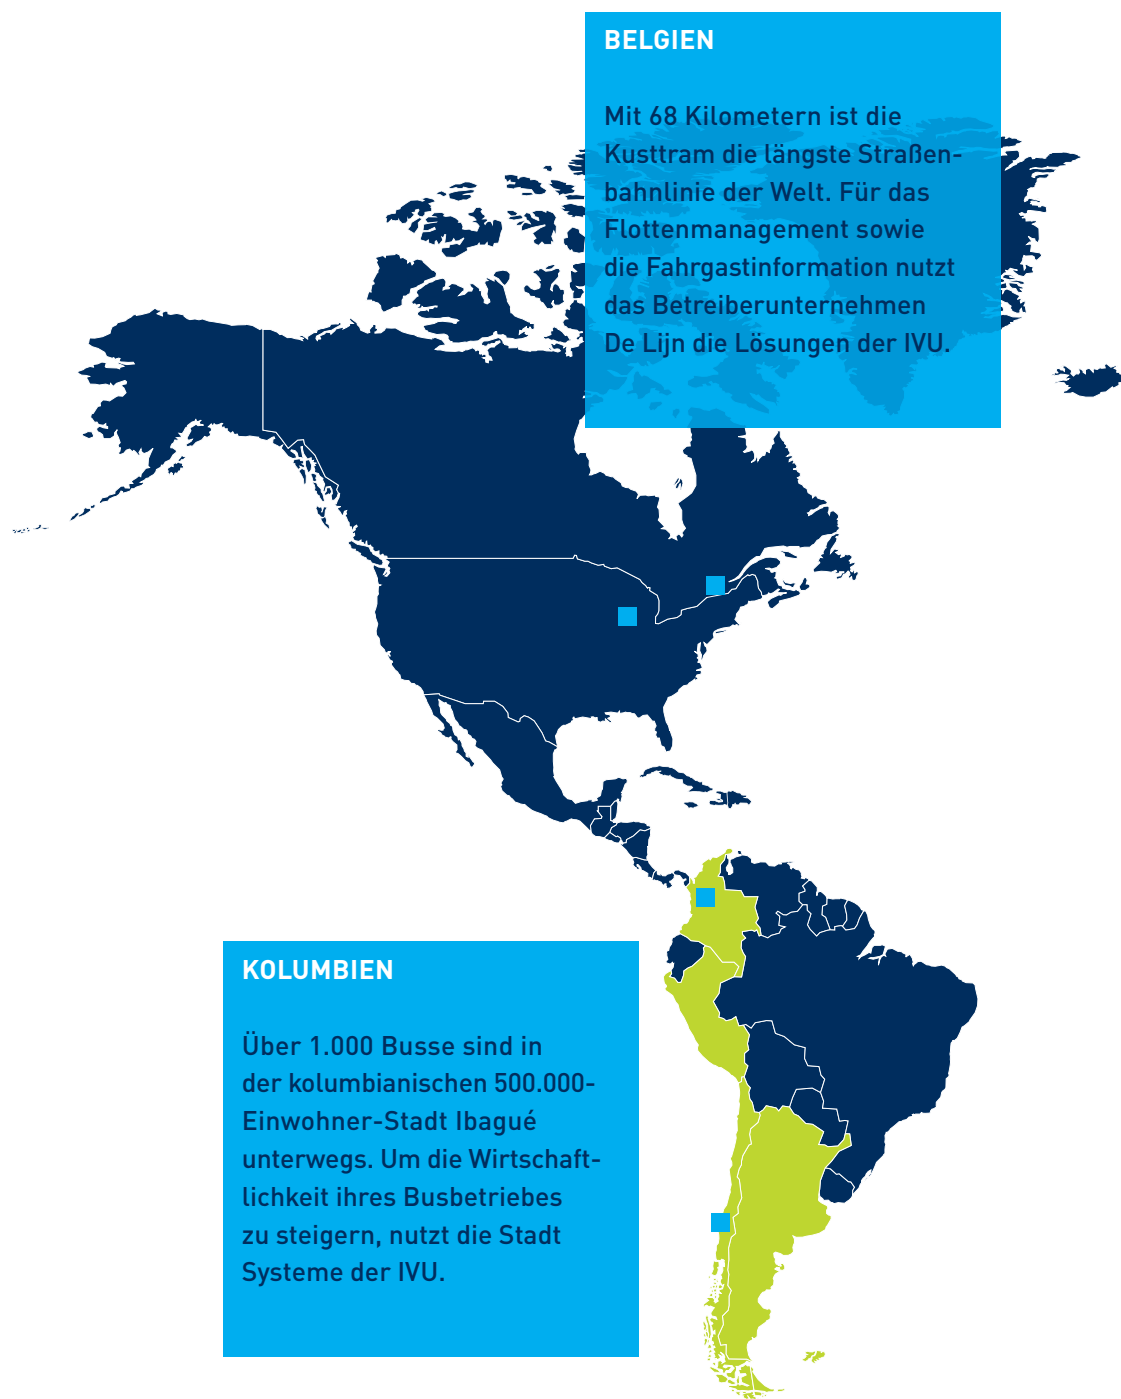 BELGIEN
Mit 68 Kilometern ist die
Kusttram die längste Straßen-
bahnlinie der Welt. Für das
Flottenmanagement sowie
die Fahrgastinformation nutzt
das Betreiberunternehmen
De Lijn die Lösungen der IVU.
KOLUMBIEN
Über 1.000 Busse sind in
der kolumbianischen 500.000-
Einwohner-Stadt Ibagué
unterwegs. Um die Wirtschaft-
lichkeit ihres Busbetriebes
zu steigern, nutzt die Stadt
Systeme der IVU.